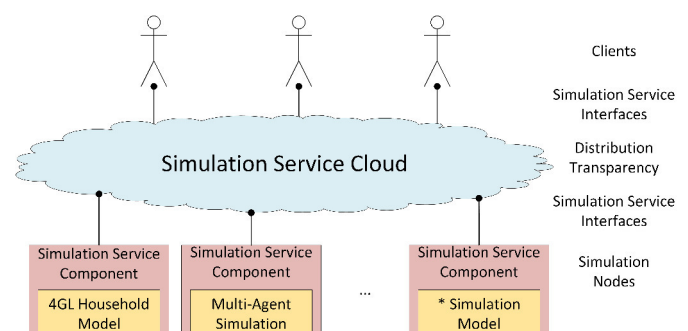 Clients
Simulation Service
Interfaces
Simulation Service Cloud
Distribution
Transparency
Simulation Service
Interfaces
Simulation Service
Component
4GL Household
Model
Simulation Service
Component
Multi-Agent
Simulation
...
Simulation Service
Component
* Simulation
Model
Simulation
Nodes